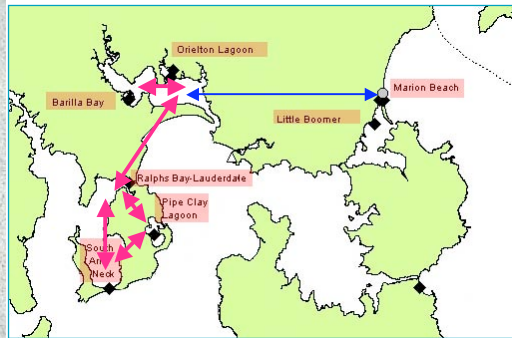 Orielton Lagoon
Marion Beach
Barilla Bay
Little Boomer
Ralphs Bay-Lauderdale
Pipe Clay
Lagoon
South
Arm
Neck